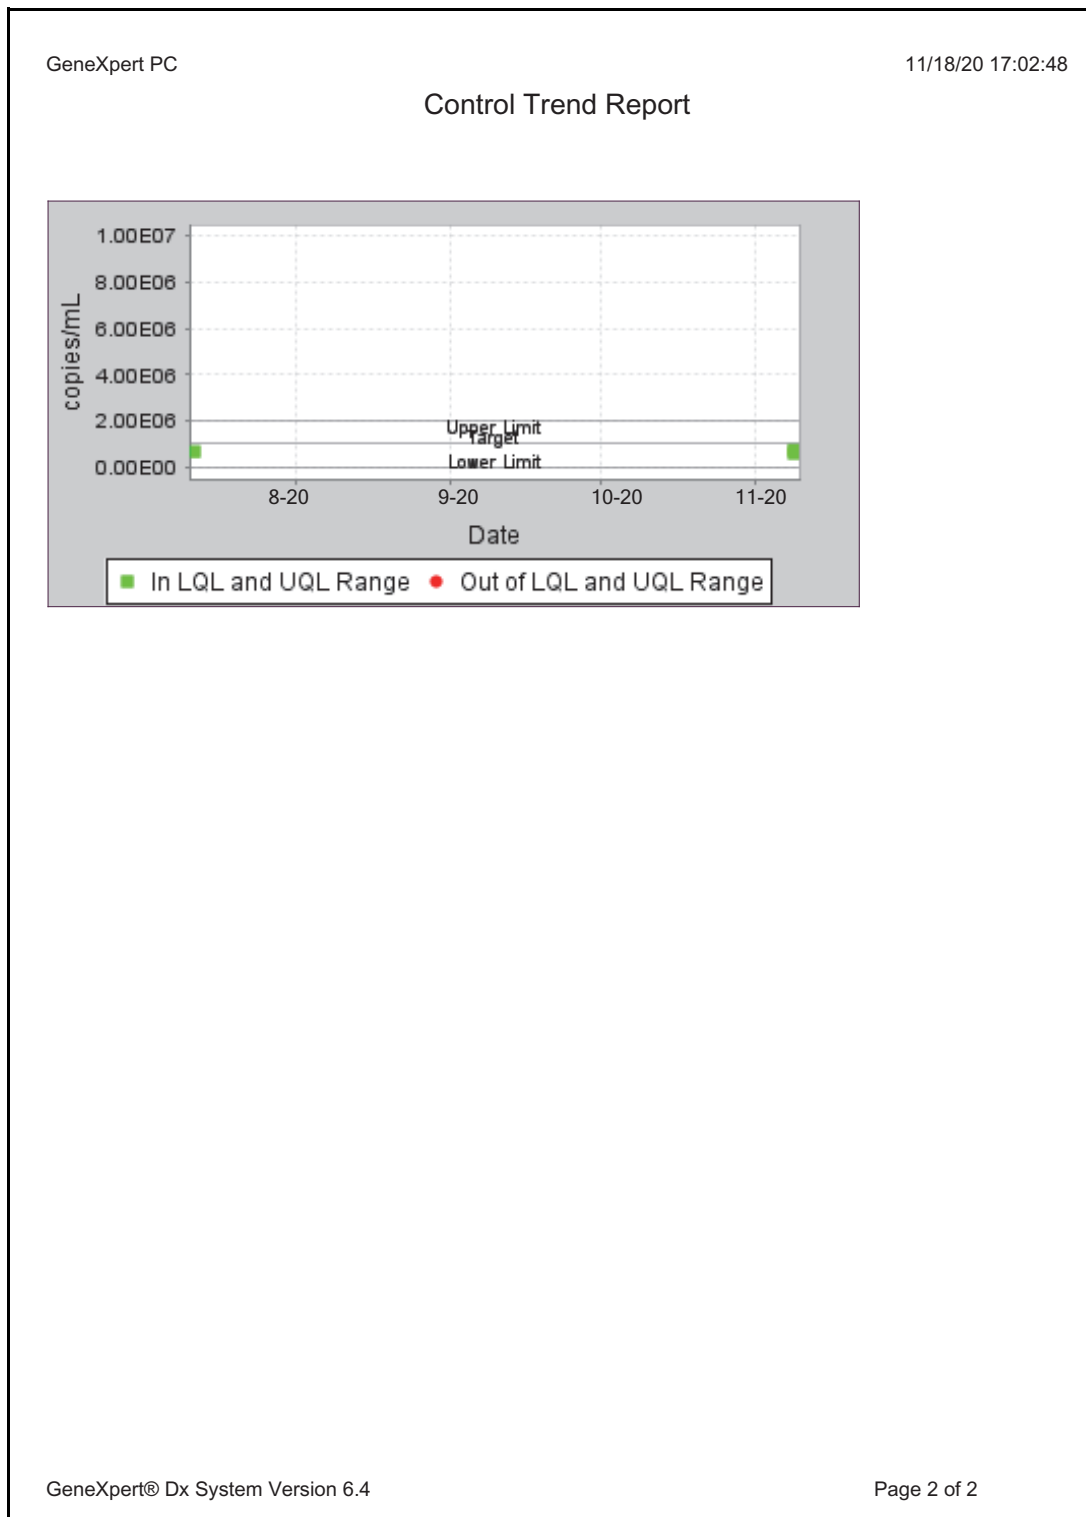 GeneXpert PC 11/18/20 17:02:48
Control Trend Report
1.00E07
8.00E06
6.00E06
4.00E06
2.00E06
0.00E00
copies/mL
Upper Limit
Target
Lower Limit
8-20 9-20 10-20 11-20
Date
In LQL and UQL Range Out of LQL and UQL Range
GeneXpert® Dx System Version 6.4 Page 2 of 2